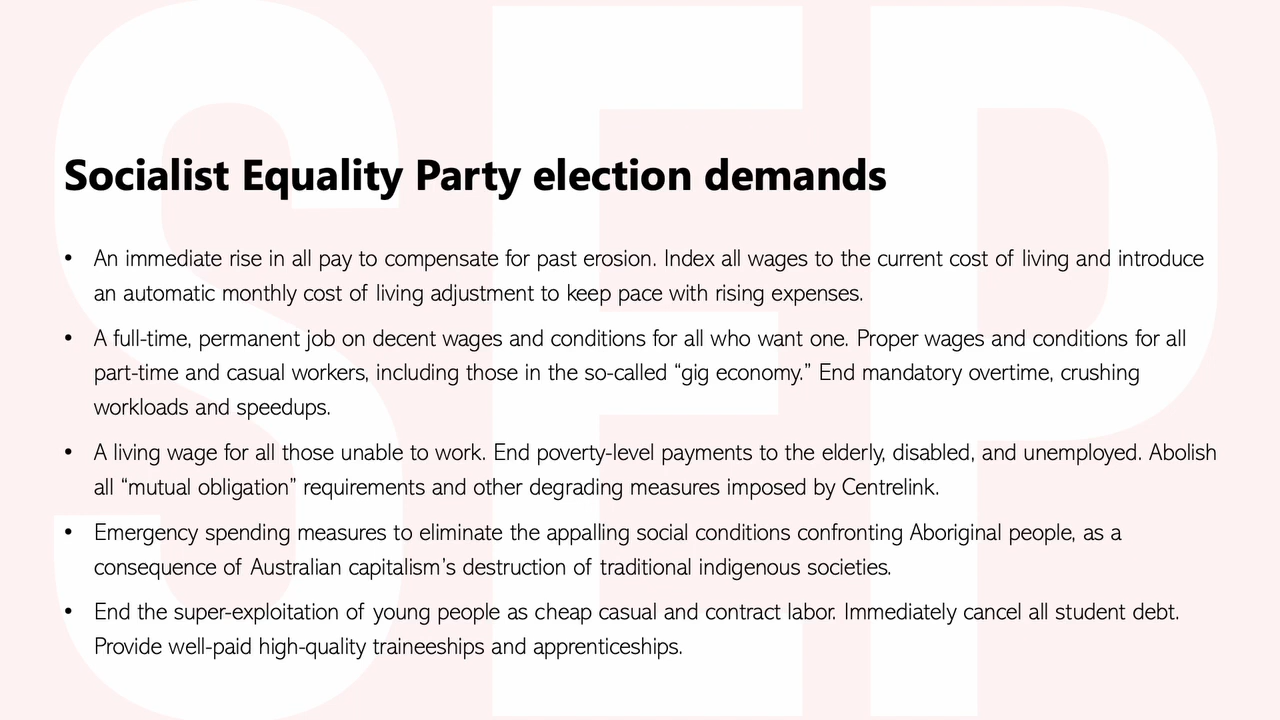 SEP
Socialist Equality Party election demands
• An immediate rise in all pay to compensate for past erosion. Index all wages to the current cost of living and introduce
an automatic monthly cost of living adjustment to keep pace with rising expenses.
• A full-time, permanent job on decent wages and conditions for all who want one. Proper wages and conditions for all
part-time and casual workers, including those in the so-called “gig economy.” End mandatory overtime, crushing
workloads and speedups.
• A living wage for all those unable to work. End poverty-level payments to the elderly, disabled, and unemployed. Abolish
all “mutual obligation” requirements and other degrading measures imposed by Centrelink.
• Emergency spending measures to eliminate the appalling social conditions confronting Aboriginal people, as a
consequence of Australian capitalism’s destruction of traditional indigenous societies.
• End the super-exploitation of young people as cheap casual and contract labor. Immediately cancel all student debt.
Provide well-paid high-quality traineeships and apprenticeships.